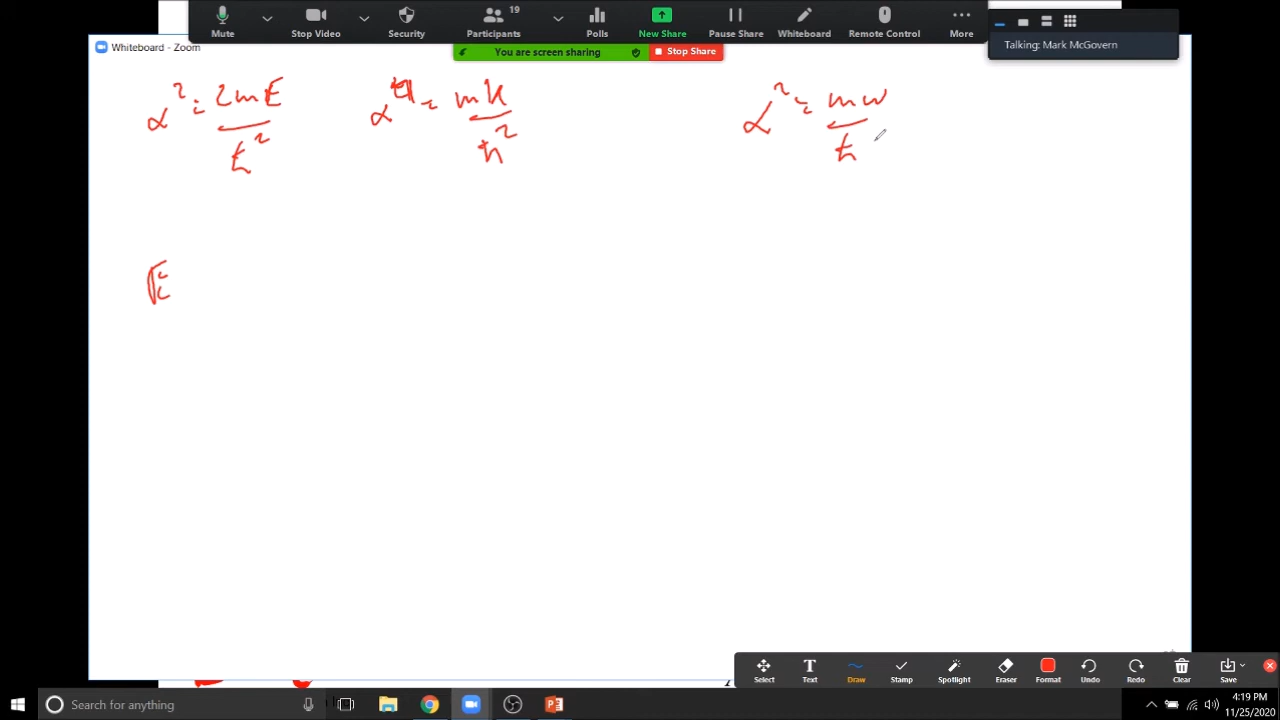 19
Mute
Stop Video
Security
Participants
Polls
New Share
Pause Share
Whiteboard
Remote Control
More
Talking: Mark McGovern
Whiteboard - Zoom
You are screen sharing
Stop Share
α² = 2mE / ħ²
α⁴ = mk / ħ²
α² = mω / ħ
Select
Text
Draw
Stamp
Spotlight
Eraser
Format
Undo
Redo
Clear
Save
Search for anything
4:19 PM
11/25/2020